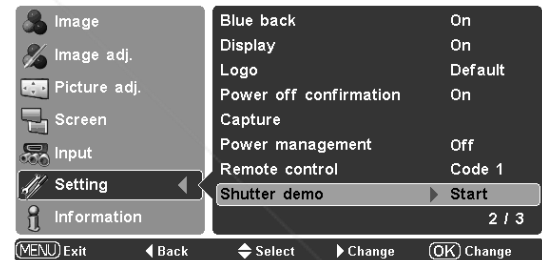 Image
Image adj.
Picture adj.
Screen
Input
Setting
Information
Blue back On
Display On
Logo Default
Power off confirmation On
Capture
Power management Off
Remote control Code 1
Shutter demo Start
2 / 3
MENU Exit Back Select Change OK Change